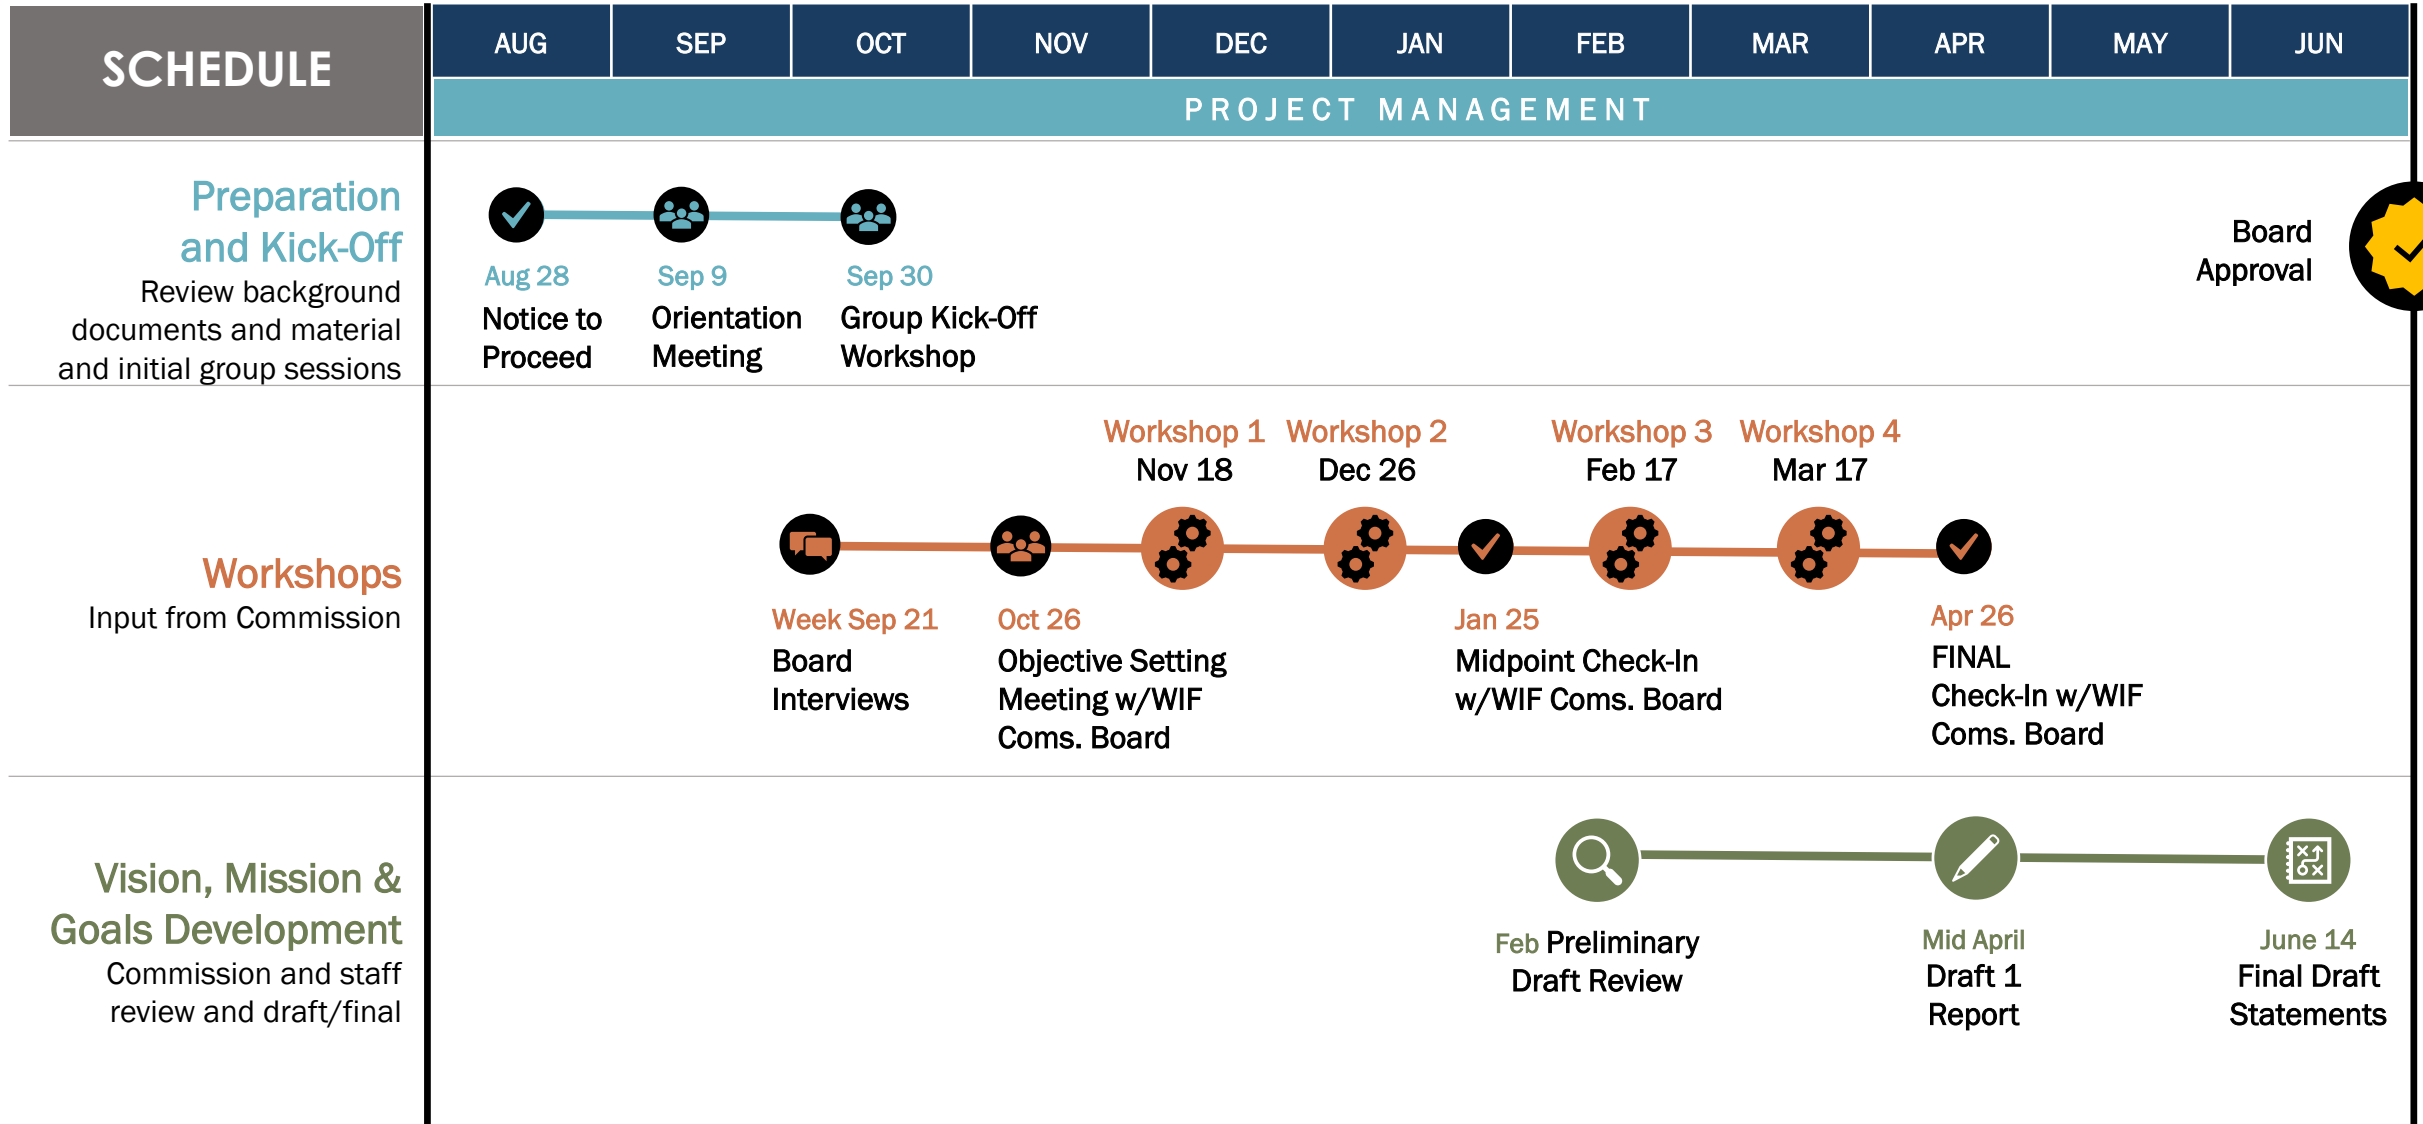 SCHEDULE
AUG SEP OCT NOV DEC JAN FEB MAR APR MAY JUN
PROJECT MANAGEMENT
Preparation
and Kick-Off
Review background
documents and material
and initial group sessions
Aug 28
Notice to
Proceed
Sep 9
Orientation
Meeting
Sep 30
Group Kick-Off
Workshop
Board
Approval
Workshops
Input from Commission
Workshop 1
Nov 18
Workshop 2
Dec 26
Workshop 3
Feb 17
Workshop 4
Mar 17
Week Sep 21
Board
Interviews
Oct 26
Objective Setting
Meeting w/WIF
Coms. Board
Jan 25
Midpoint Check-In
w/WIF Coms. Board
Apr 26
FINAL
Check-In w/WIF
Coms. Board
Vision, Mission &
Goals Development
Commission and staff
review and draft/final
Feb Preliminary
Draft Review
Mid April
Draft 1
Report
June 14
Final Draft
Statements